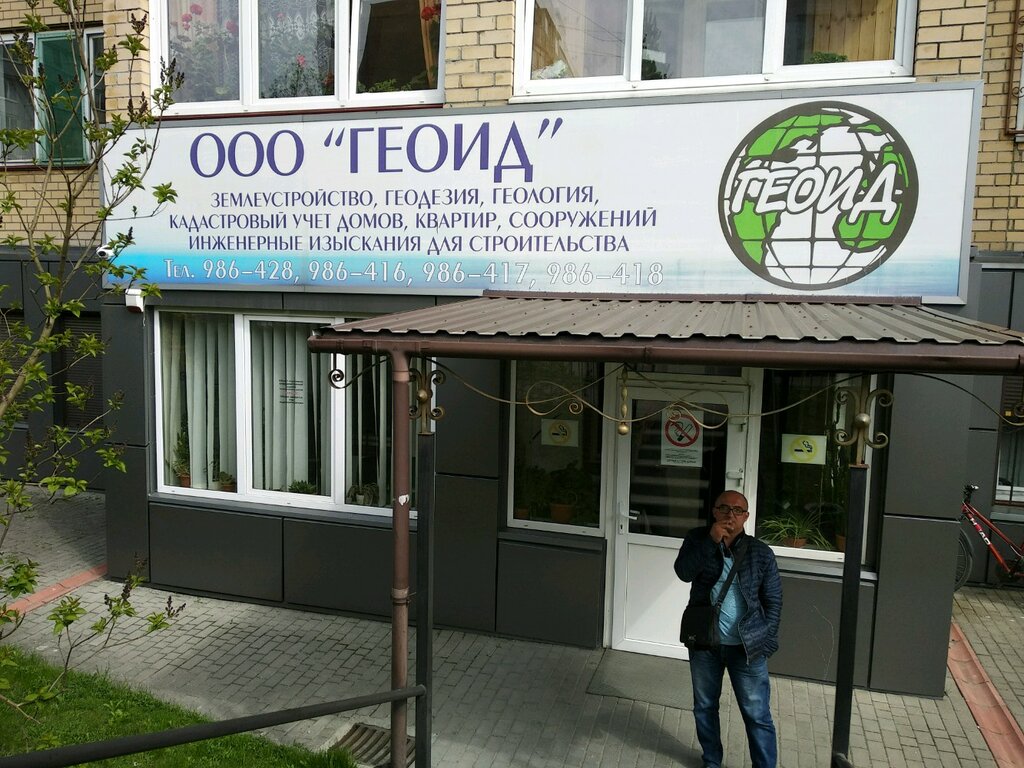 ООО “ГЕОИД”
ЗЕМЛЕУСТРОЙСТВО, ГЕОДЕЗИЯ, ГЕОЛОГИЯ,
КАДАСТРОВЫЙ УЧЕТ ДОМОВ, КВАРТИР, СООРУЖЕНИЙ
ИНЖЕНЕРНЫЕ ИЗЫСКАНИЯ ДЛЯ СТРОИТЕЛЬСТВА
Тел. 986–428, 986–416, 986–417, 986–418
ГЕОИД